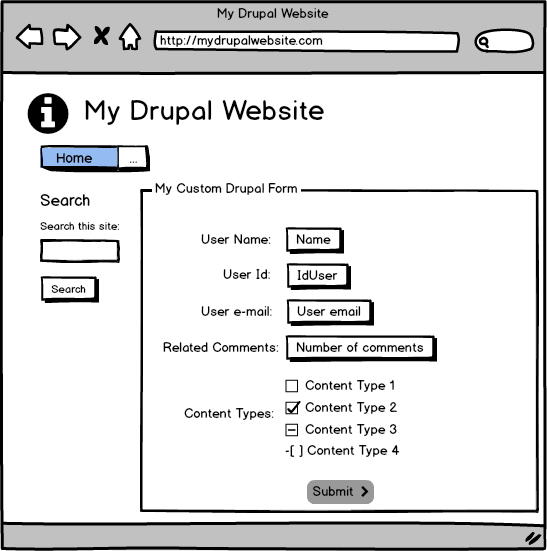 My Drupal Website
http://mydrupalwebsite.com
My Drupal Website
Home ...
Search
Search this site:
Search
My Custom Drupal Form
User Name: Name
User Id: IdUser
User e-mail: User email
Related Comments: Number of comments
Content Types:
Content Type 1
Content Type 2
Content Type 3
-[ ] Content Type 4
Submit